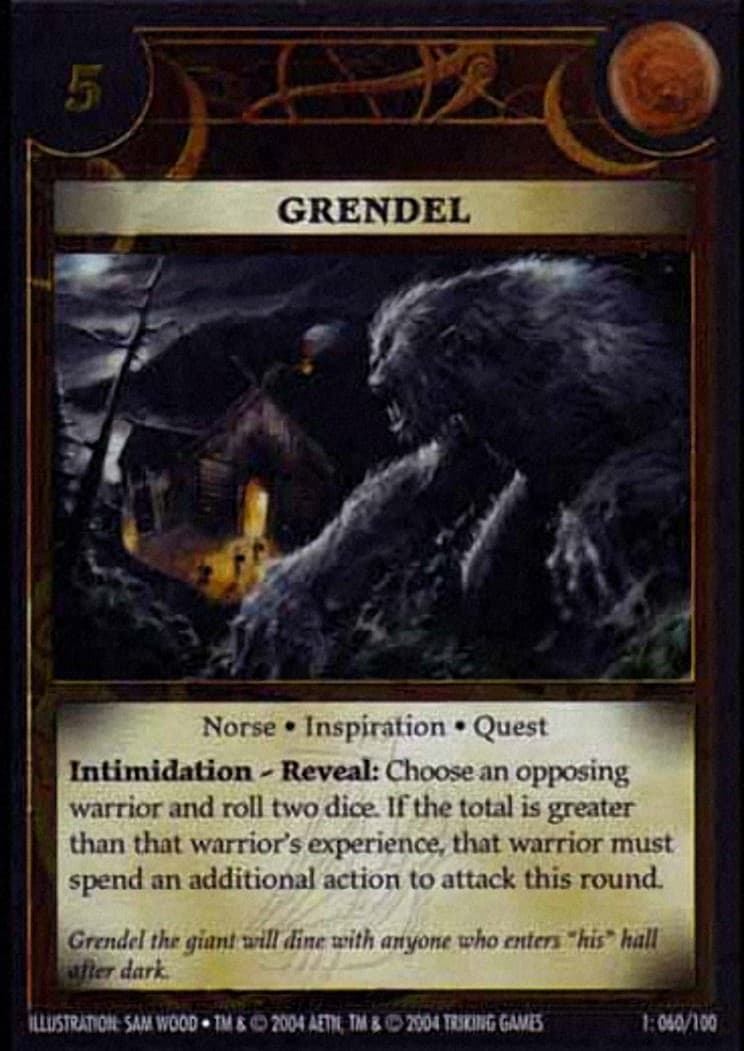 5
GRENDEL
Norse • Inspiration • Quest
Intimidation - Reveal: Choose an opposing
warrior and roll two dice. If the total is greater
than that warrior's experience, that warrior must
spend an additional action to attack this round.
Grendel the giant will dine with anyone who enters "his" hall
after dark.
ILLUSTRATION: SAM WOOD • TM & © 2004 AETN, TM & © 2004 TRIKING GAMES
1: 060/100